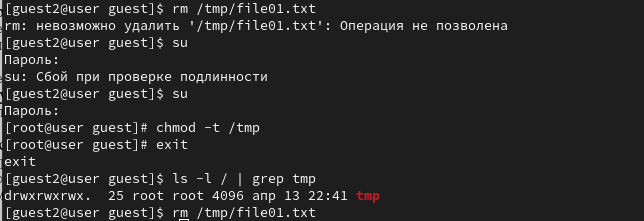 [guest2@user guest]$ rm /tmp/file01.txt
rm: невозможно удалить '/tmp/file01.txt': Операция не позволена
[guest2@user guest]$ su
Пароль:
su: Сбой при проверке подлинности
[guest2@user guest]$ su
Пароль:
[root@user guest]# chmod -t /tmp
[root@user guest]# exit
exit
[guest2@user guest]$ ls -l / | grep tmp
drwxrwxrwx.  25 root root 4096 апр 13 22:41 tmp
[guest2@user guest]$ rm /tmp/file01.txt